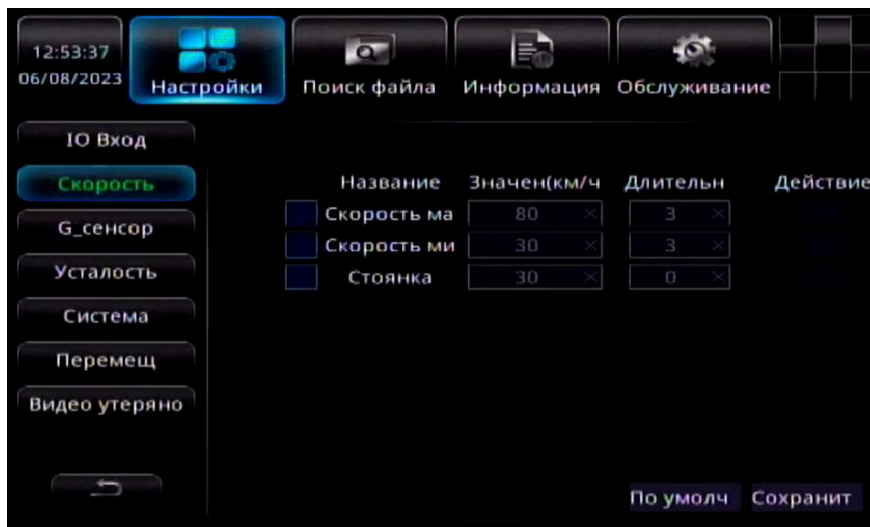 12:53:37
06/08/2023
Настройки
Поиск файла
Информация
Обслуживание
IO Вход
Скорость
G_сенсор
Усталость
Система
Перемещ
Видео утеряно
Название Значен(км/ч Длительн Действие
Скорость ма 80 × 3 ×
Скорость ми 30 × 3 ×
Стоянка 30 × 0 ×
По умолч Сохранит